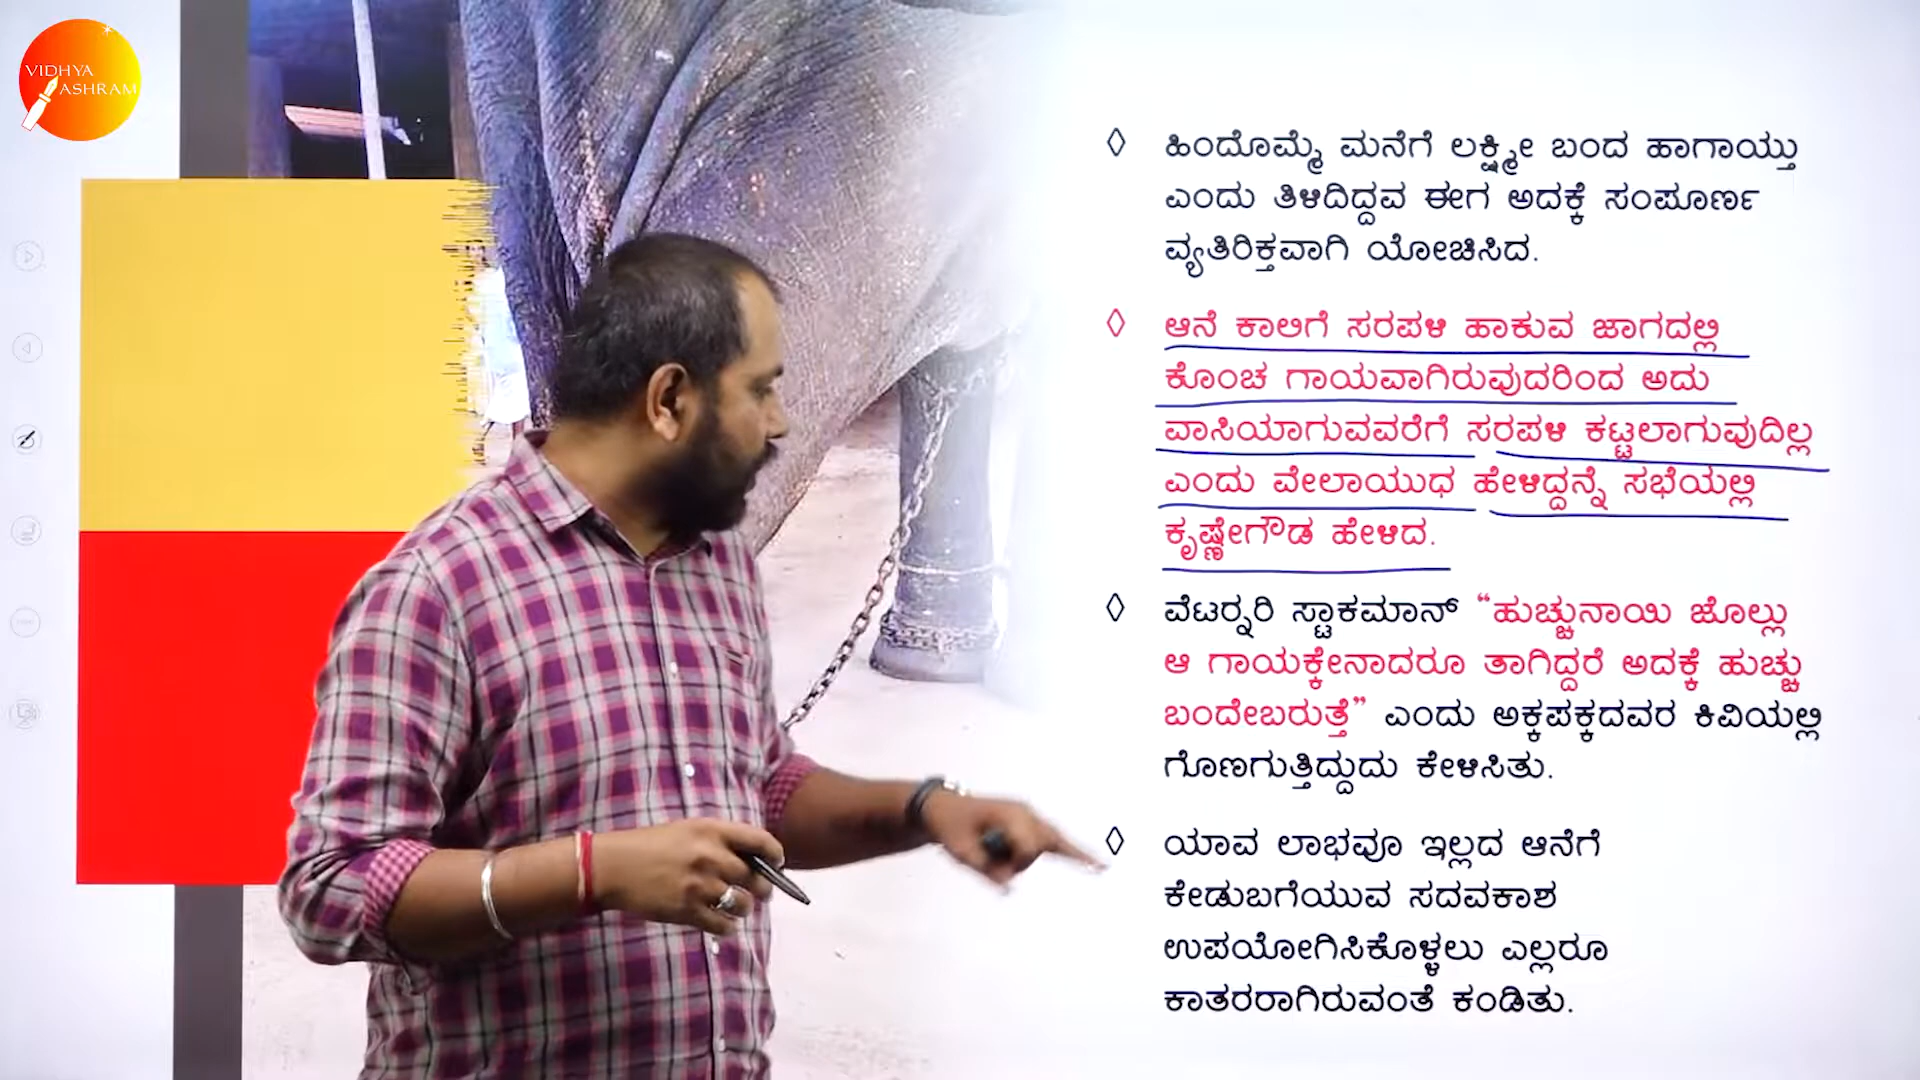 VIDHYA
ASHRAM
◊ ಹಿಂದೊಮ್ಮೆ ಮನೆಗೆ ಲಕ್ಷ್ಮೀ ಬಂದ ಹಾಗಾಯ್ತು
ಎಂದು ತಿಳಿದಿದ್ದವ ಈಗ ಅದಕ್ಕೆ ಸಂಪೂರ್ಣ
ವ್ಯತಿರಿಕ್ತವಾಗಿ ಯೋಚಿಸಿದ.
◊ ಆನೆ ಕಾಲಿಗೆ ಸರಪಳಿ ಹಾಕುವ ಜಾಗದಲ್ಲಿ
ಕೊಂಚ ಗಾಯವಾಗಿರುವುದರಿಂದ ಅದು
ವಾಸಿಯಾಗುವವರೆಗೆ ಸರಪಳಿ ಕಟ್ಟಲಾಗುವುದಿಲ್ಲ
ಎಂದು ವೇಲಾಯುಧ ಹೇಳಿದ್ದನ್ನೆ ಸಭೆಯಲ್ಲಿ
ಕೃಷ್ಣೇಗೌಡ ಹೇಳಿದ.
◊ ವೆಟರ್‍ನರಿ ಸ್ಟಾಕಮಾನ್ “ಹುಚ್ಚುನಾಯಿ ಜೊಲ್ಲು
ಆ ಗಾಯಕ್ಕೇನಾದರೂ ತಾಗಿದ್ದರೆ ಅದಕ್ಕೆ ಹುಚ್ಚು
ಬಂದೇಬರುತ್ತೆ” ಎಂದು ಅಕ್ಕಪಕ್ಕದವರ ಕಿವಿಯಲ್ಲಿ
ಗೊಣಗುತ್ತಿದ್ದುದು ಕೇಳಿಸಿತು.
◊ ಯಾವ ಲಾಭವೂ ಇಲ್ಲದ ಆನೆಗೆ
ಕೇಡುಬಗೆಯುವ ಸದವಕಾಶ
ಉಪಯೋಗಿಸಿಕೊಳ್ಳಲು ಎಲ್ಲರೂ
ಕಾತರರಾಗಿರುವಂತೆ ಕಂಡಿತು.